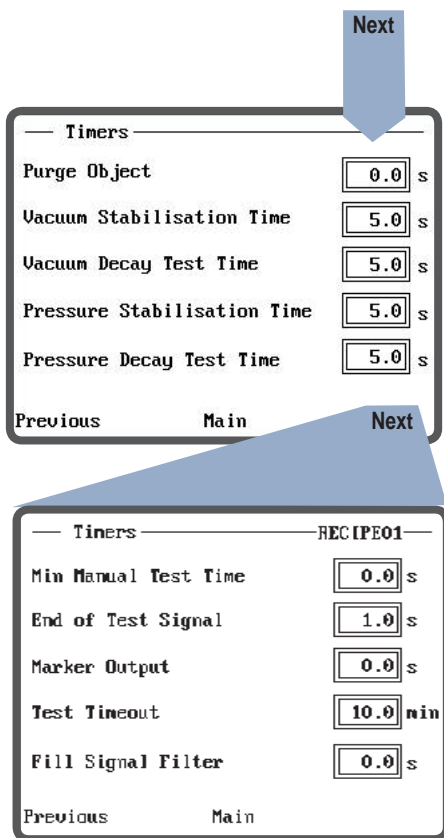 Next
Timers
Purge Object 0.0 s
Vacuum Stabilisation Time 5.0 s
Vacuum Decay Test Time 5.0 s
Pressure Stabilisation Time 5.0 s
Pressure Decay Test Time 5.0 s
Previous Main Next
Timers RECIPE01
Min Manual Test Time 0.0 s
End of Test Signal 1.0 s
Marker Output 0.0 s
Test Timeout 10.0 min
Fill Signal Filter 0.0 s
Previous Main